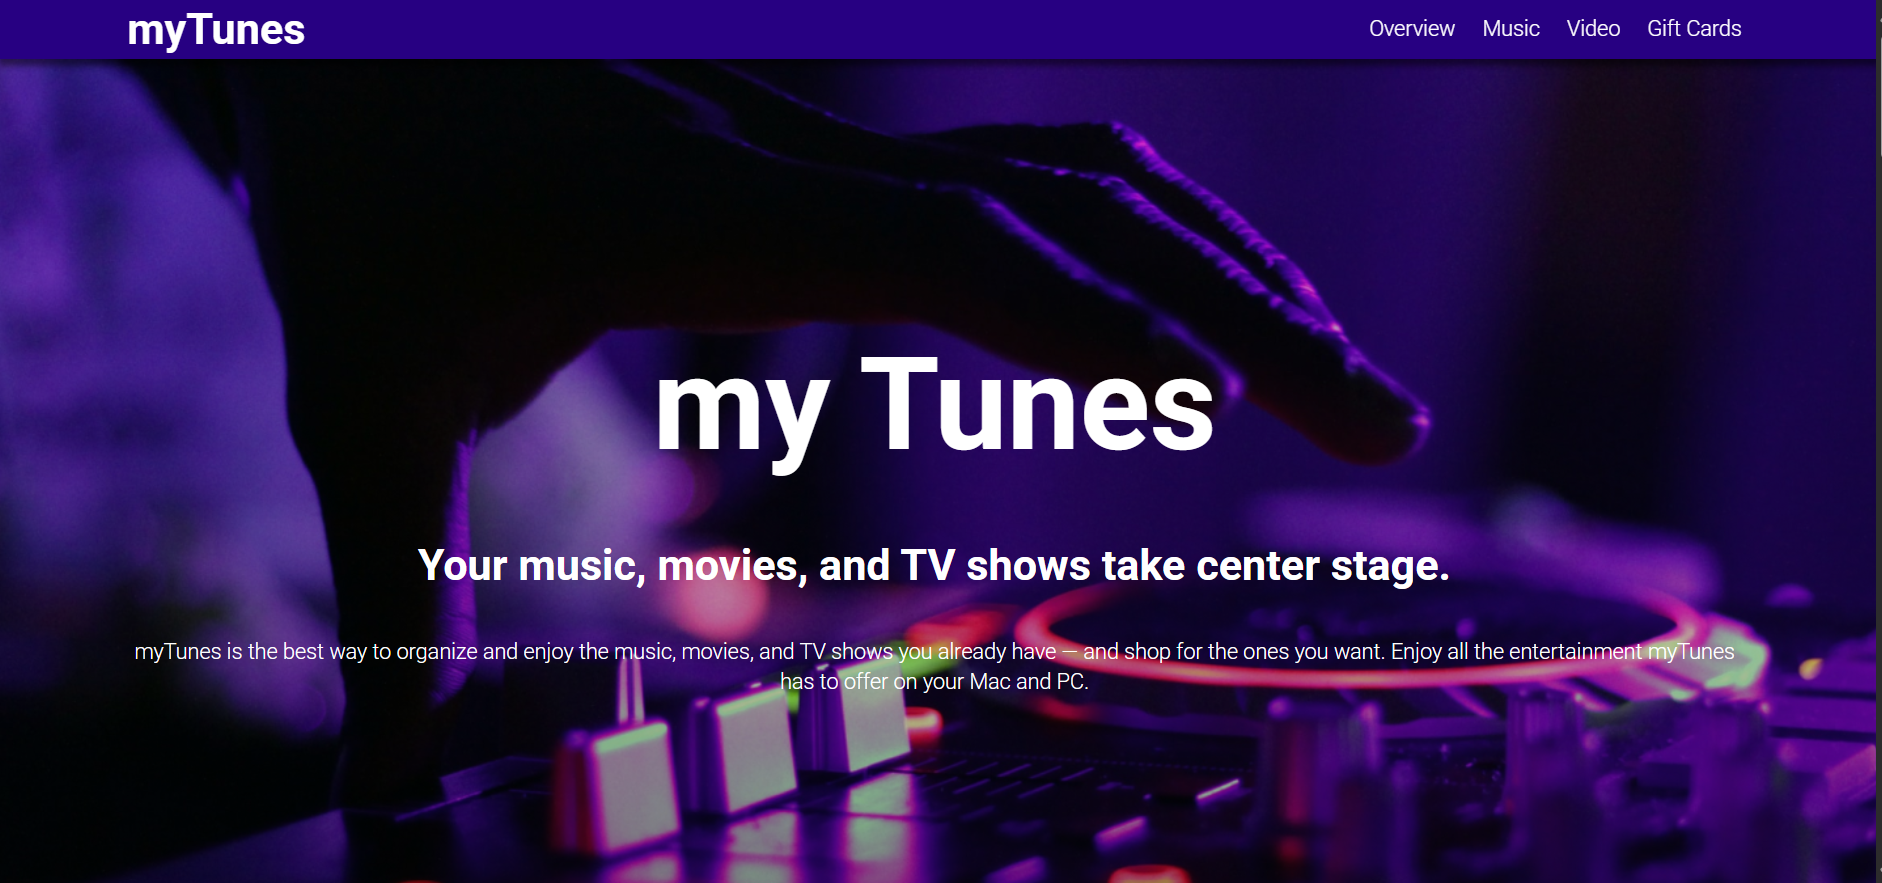 myTunes
Overview Music Video Gift Cards
my Tunes
Your music, movies, and TV shows take center stage.
myTunes is the best way to organize and enjoy the music, movies, and TV shows you already have — and shop for the ones you want. Enjoy all the entertainment myTunes
has to offer on your Mac and PC.